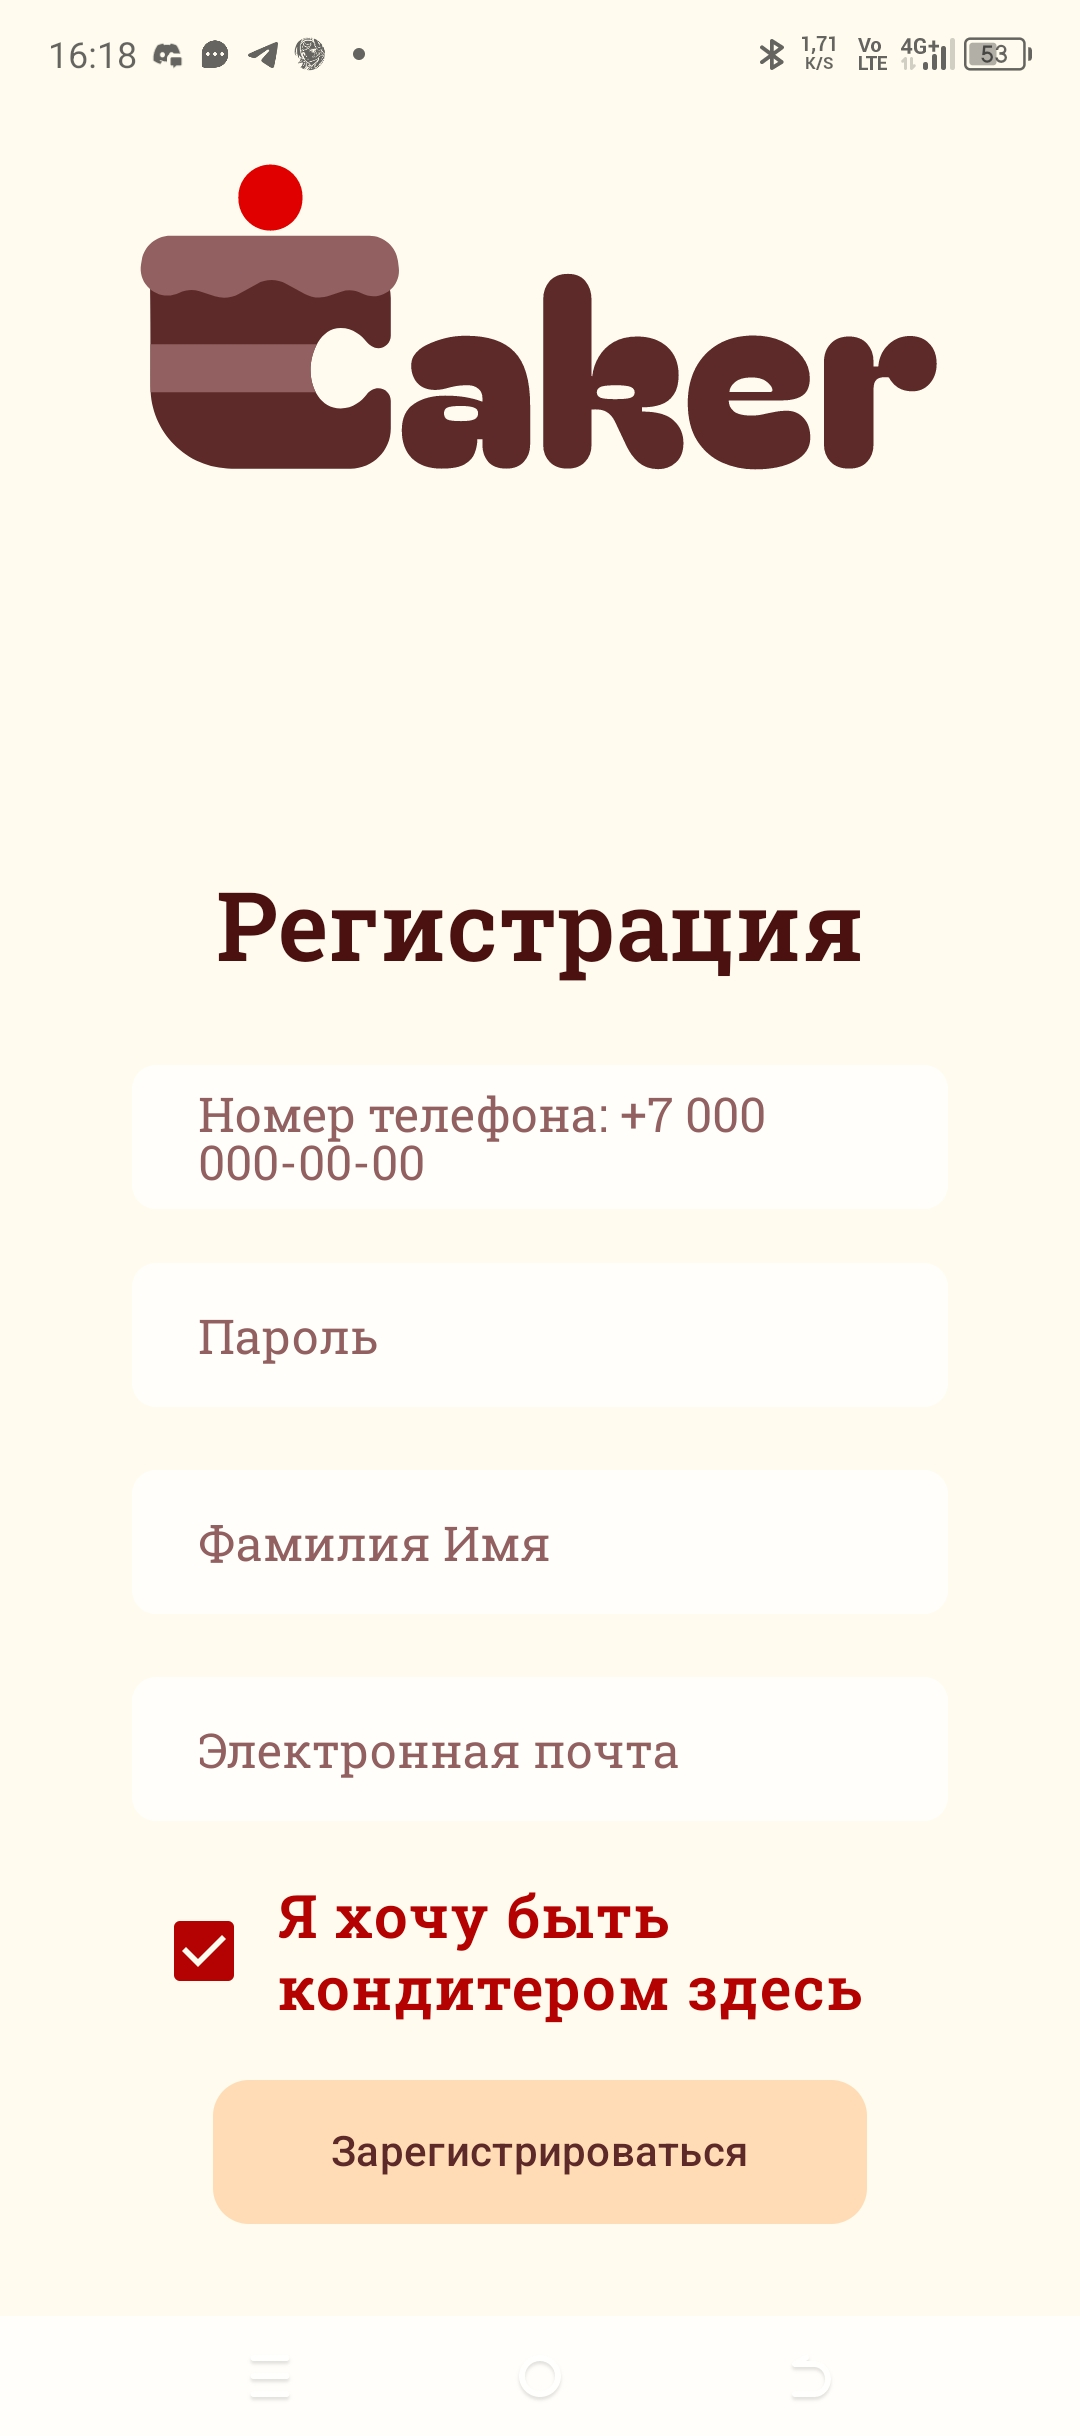 16:18
1,71 K/S Vo LTE 4G+ 53
Caker
Регистрация
Номер телефона: +7 000
000-00-00
Пароль
Фамилия Имя
Электронная почта
Я хочу быть
кондитером здесь
Зарегистрироваться